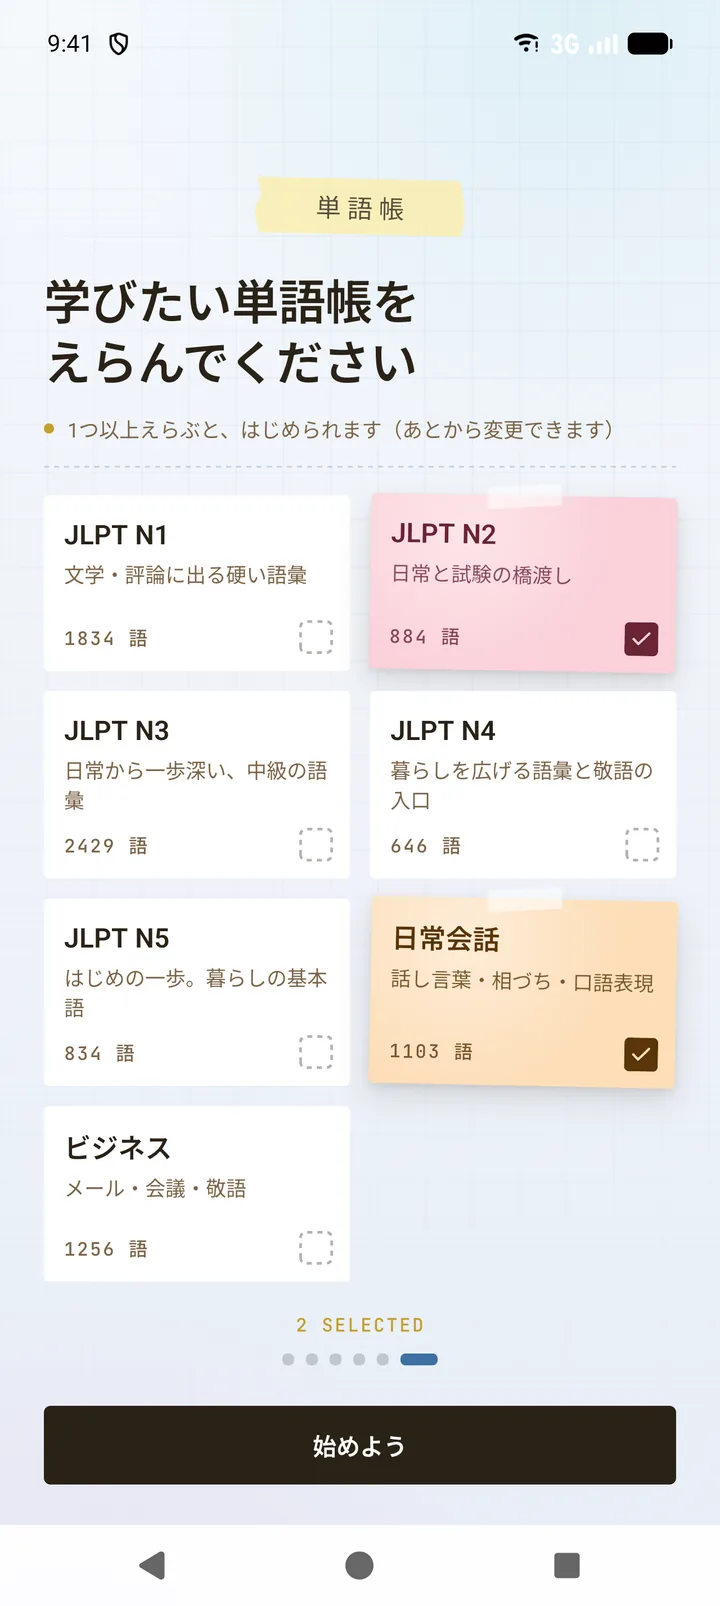 9:41
3G
単語帳
学びたい単語帳を
えらんでください
1つ以上えらぶと、はじめられます（あとから変更できます）
JLPT N1
文学・評論に出る硬い語彙
1834 語
JLPT N2
日常と試験の橋渡し
884 語
JLPT N3
日常から一歩深い、中級の語
彙
2429 語
JLPT N4
暮らしを広げる語彙と敬語の
入口
646 語
JLPT N5
はじめの一歩。暮らしの基本
語
834 語
日常会話
話し言葉・相づち・口語表現
1103 語
ビジネス
メール・会議・敬語
1256 語
2 SELECTED
始めよう